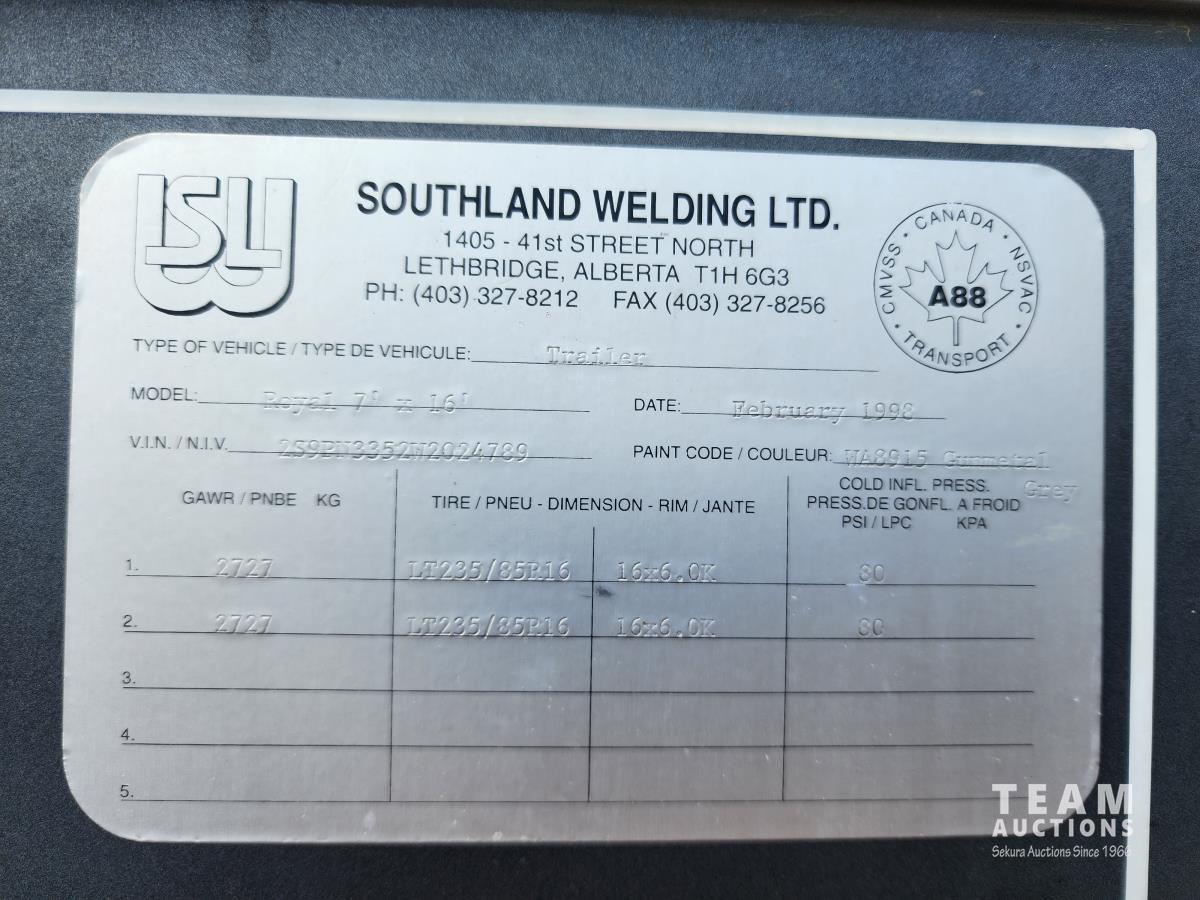 SLW
SOUTHLAND WELDING LTD.
1405 - 41st STREET NORTH
LETHBRIDGE, ALBERTA T1H 6G3
PH: (403) 327-8212 FAX (403) 327-8256
CMVSS · CANADA · NSVAC · TRANSPORT ·
A88
TYPE OF VEHICLE / TYPE DE VEHICULE: Trailer
MODEL: Royal 7' x 16' DATE: February 1998
V.I.N. / N.I.V. 2S9PN3352W2024789 PAINT CODE / COULEUR: WA8915 Gunmetal Grey
GAWR / PNBE KG TIRE / PNEU - DIMENSION - RIM / JANTE COLD INFL. PRESS.
PRESS.DE GONFL. A FROID
PSI / LPC KPA
1. 2727 LT235/85R16 16x6.0K 80
2. 2727 LT235/85R16 16x6.0K 80
3.
4.
5.
TEAM
AUCTIONS
Sekura Auctions Since 1966